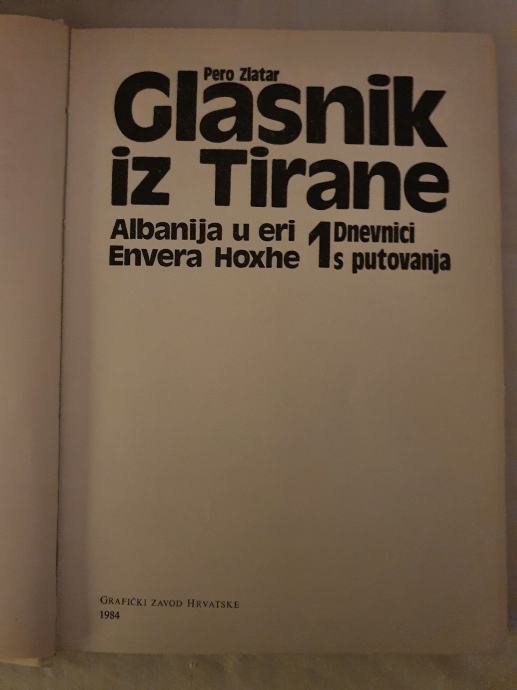 Pero Zlatar
Glasnik
iz Tirane
Albanija u eri
Envera Hoxhe
1
Dnevnici
s putovanja
GRAFIČKI ZAVOD HRVATSKE
1984